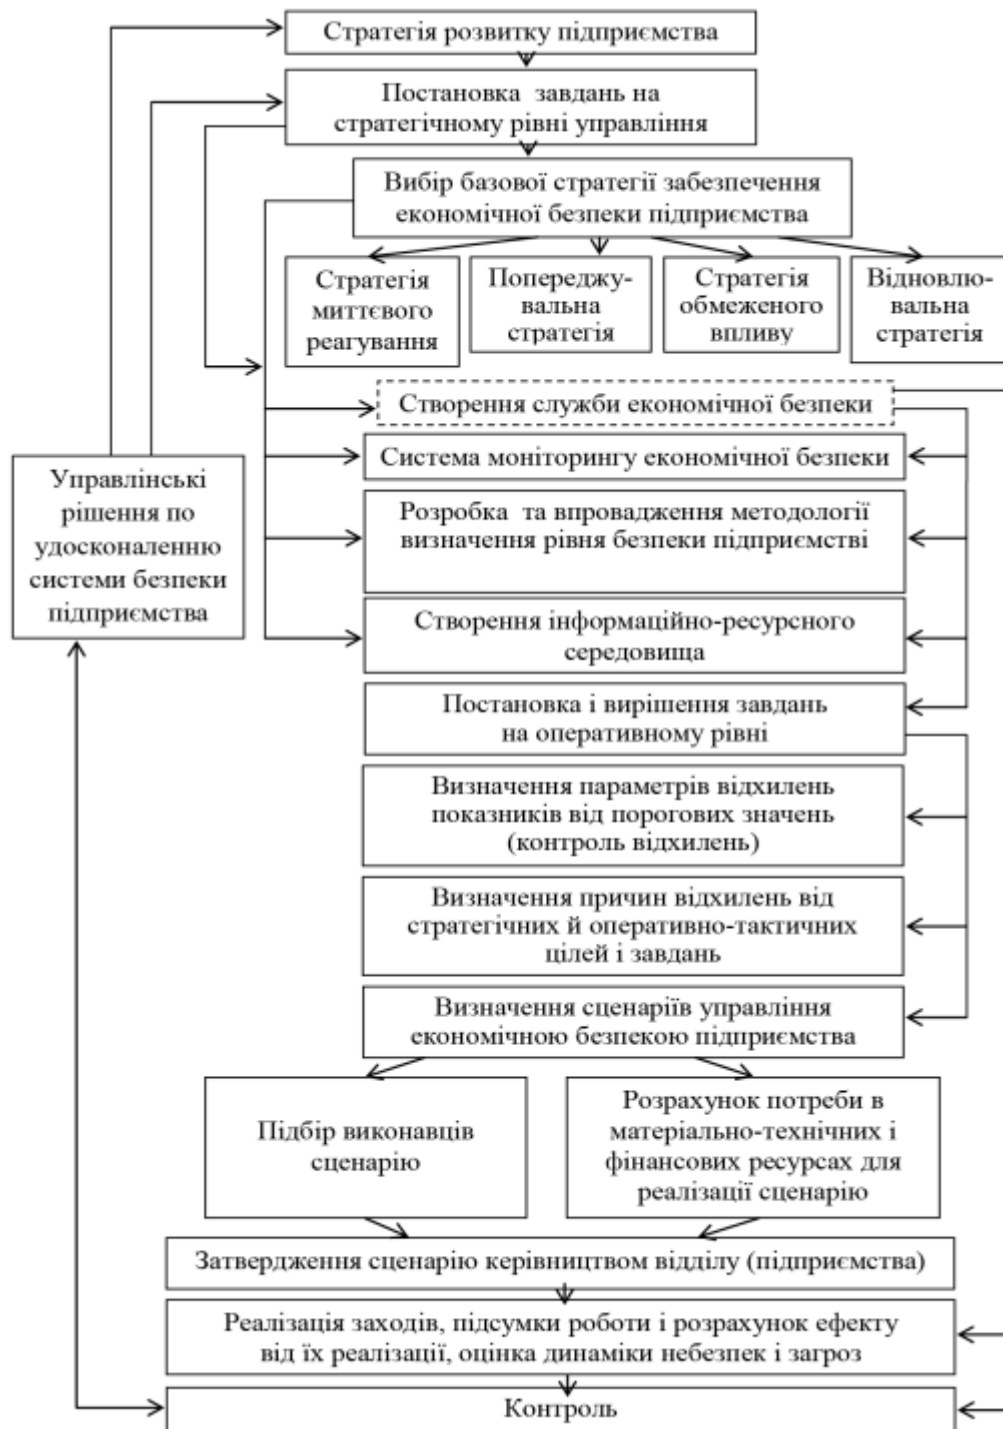 Стратегія розвитку підприємства
Постановка завдань на
стратегічному рівні управління
Вибір базової стратегії забезпечення
економічної безпеки підприємства
Стратегія
миттєвого
реагування
Попереджу-
вальна
стратегія
Стратегія
обмеженого
впливу
Відновлю-
вальна
стратегія
Створення служби економічної безпеки
Система моніторингу економічної безпеки
Управлінські
рішення по
удосконаленню
системи безпеки
підприємства
Розробка та впровадження методології
визначення рівня безпеки підприємстві
Створення інформаційно-ресурсного
середовища
Постановка і вирішення завдань
на оперативному рівні
Визначення параметрів відхилень
показників від порогових значень
(контроль відхилень)
Визначення причин відхилень від
стратегічних й оперативно-тактичних
цілей і завдань
Визначення сценаріїв управління
економічною безпекою підприємства
Підбір виконавців
сценарію
Розрахунок потреби в
матеріально-технічних і
фінансових ресурсах для
реалізації сценарію
Затвердження сценарію керівництвом відділу (підприємства)
Реалізація заходів, підсумки роботи і розрахунок ефекту
від їх реалізації, оцінка динаміки небезпек і загроз
Контроль